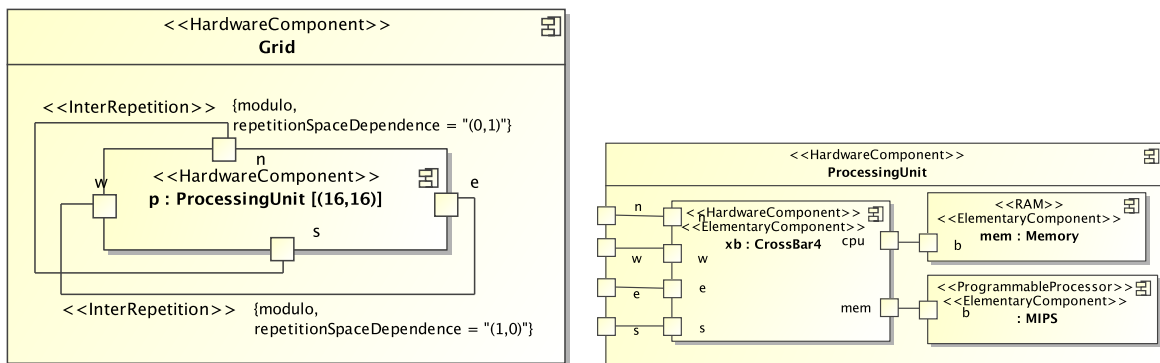 <<HardwareComponent>>
Grid
<<InterRepetition>> {modulo,
repetitionSpaceDependence = "(0,1)"}
n
w
<<HardwareComponent>>
p : ProcessingUnit [(16,16)]
e
s
<<InterRepetition>> {modulo,
repetitionSpaceDependence = "(1,0)"}
<<HardwareComponent>>
ProcessingUnit
n
w
e
s
n
<<HardwareComponent>>
<<ElementaryComponent>>
xb : CrossBar4
cpu
w
e
mem
s
<<RAM>>
<<ElementaryComponent>>
mem : Memory
b
<<ProgrammableProcessor>>
<<ElementaryComponent>>
b
: MIPS